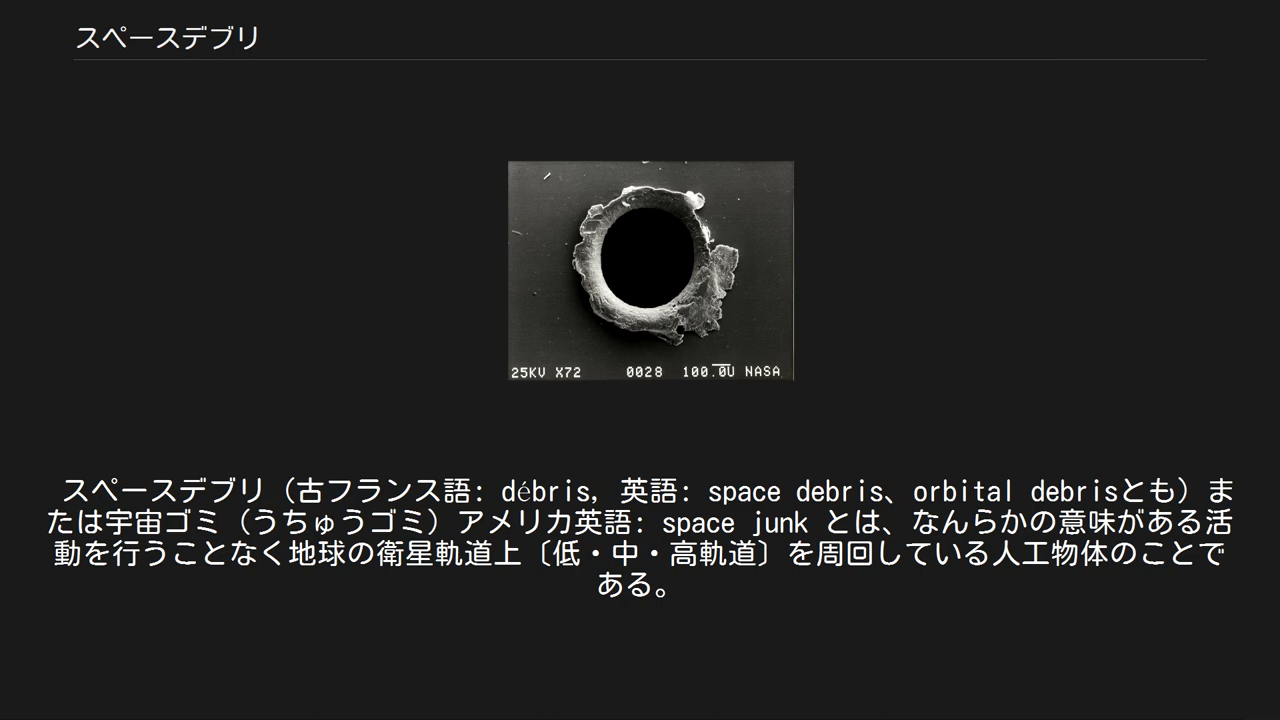 スペースデブリ
25KV X72 0028 100.0U NASA
スペースデブリ（古フランス語: débris, 英語: space debris、orbital debrisとも）ま
たは宇宙ゴミ（うちゅうゴミ）アメリカ英語: space junk とは、なんらかの意味がある活
動を行うことなく地球の衛星軌道上〔低・中・高軌道〕を周回している人工物体のことで
ある。